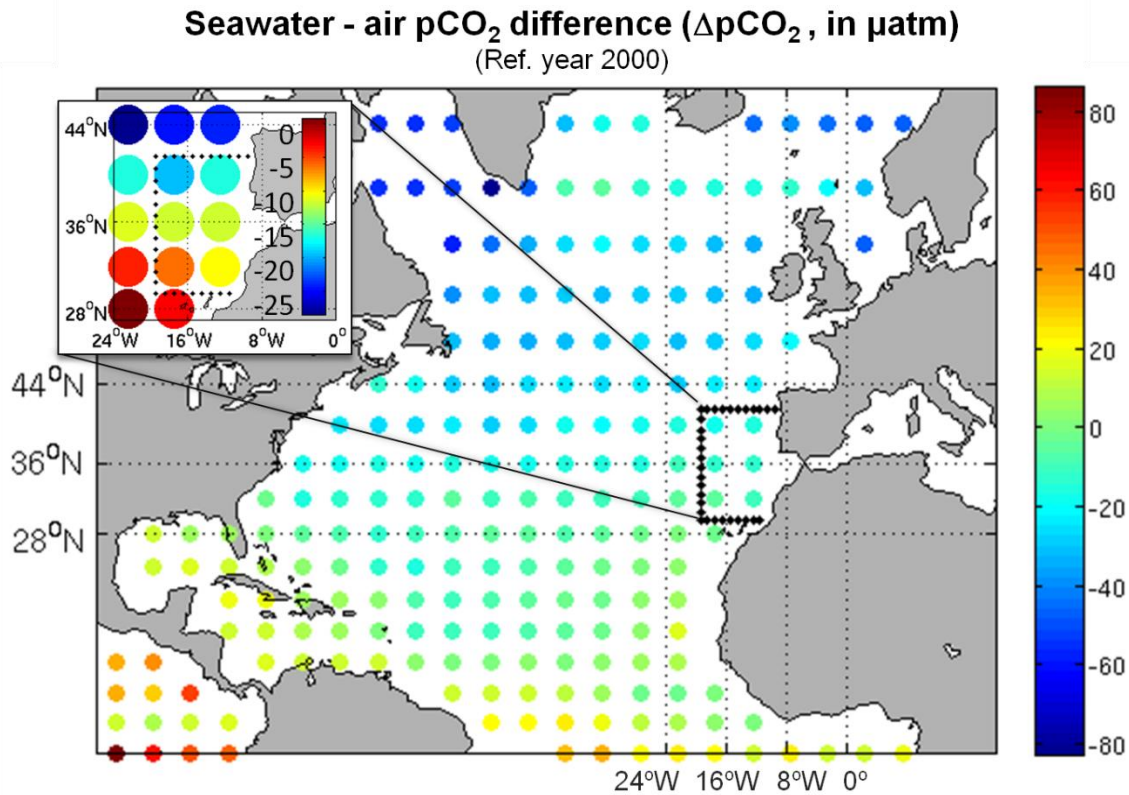 Seawater - air pCO₂ difference (ΔpCO₂ , in µatm)
(Ref. year 2000)
44°N
36°N
28°N
24°W 16°W 8°W 0°
0
-5
-10
-15
-20
-25
44°N
36°N
28°N
24°W 16°W 8°W 0°
80
60
40
20
0
-20
-40
-60
-80